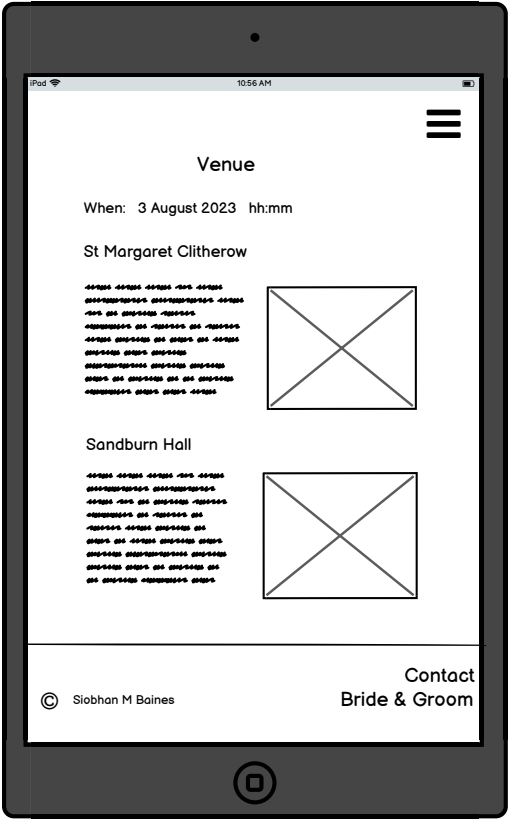 iPad 10:56 AM
Venue
When: 3 August 2023 hh:mm
St Margaret Clitherow
Sandburn Hall
Contact
© Siobhan M Baines
Bride & Groom